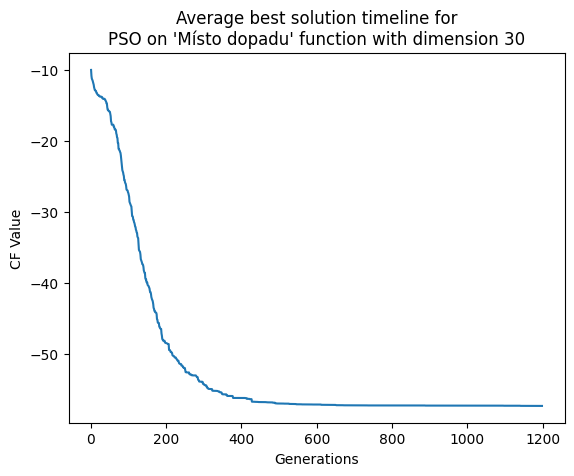 Average best solution timeline for
PSO on 'Místo dopadu' function with dimension 30
−10
−20
−30
−40
−50
CF Value
0 200 400 600 800 1000 1200
Generations